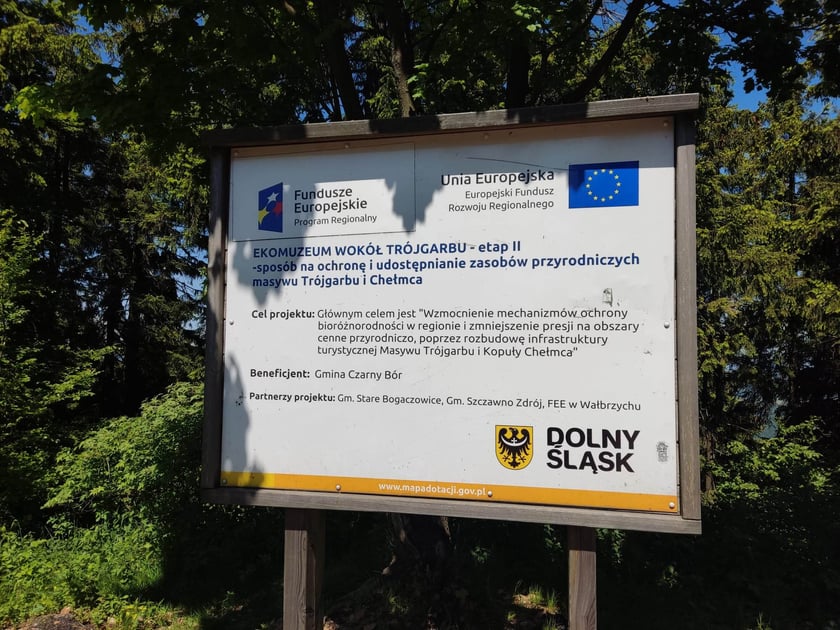 Fundusze
Europejskie
Program Regionalny
Unia Europejska
Europejski Fundusz
Rozwoju Regionalnego
EKOMUZEUM WOKÓŁ TRÓJGARBU - etap II
-sposób na ochronę i udostępnianie zasobów przyrodniczych
masywu Trójgarbu i Chełmca
Cel projektu: Głównym celem jest "Wzmocnienie mechanizmów ochrony
bioróżnorodności w regionie i zmniejszenie presji na obszary
cenne przyrodniczo, poprzez rozbudowę infrastruktury
turystycznej Masywu Trójgarbu i Kopuły Chełmca"
Beneficjent: Gmina Czarny Bór
Partnerzy projektu: Gm. Stare Bogaczowice, Gm. Szczawno Zdrój, FEE w Wałbrzychu
DOLNY
ŚLĄSK
www.mapadotacji.gov.pl